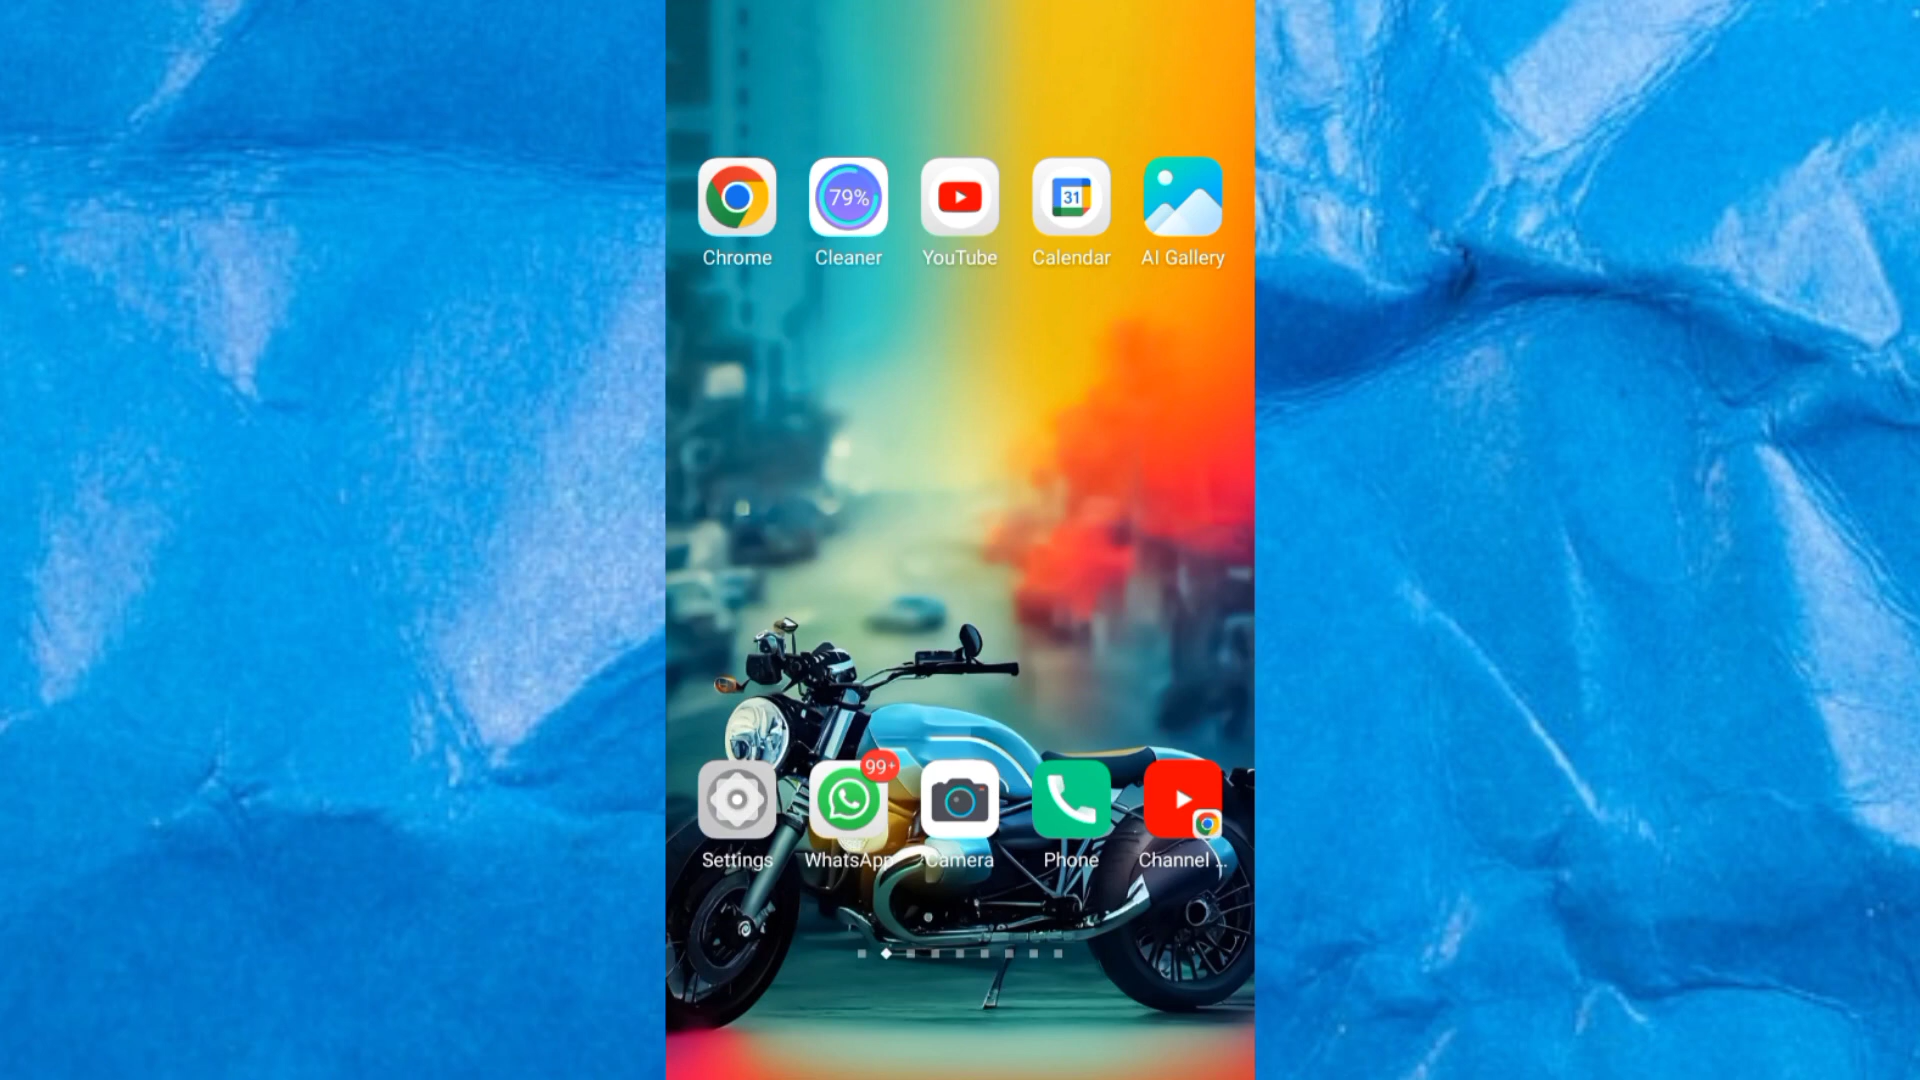 79%
31
Chrome
Cleaner
YouTube
Calendar
AI Gallery
99+
Settings
WhatsApp
Camera
Phone
Channel ...